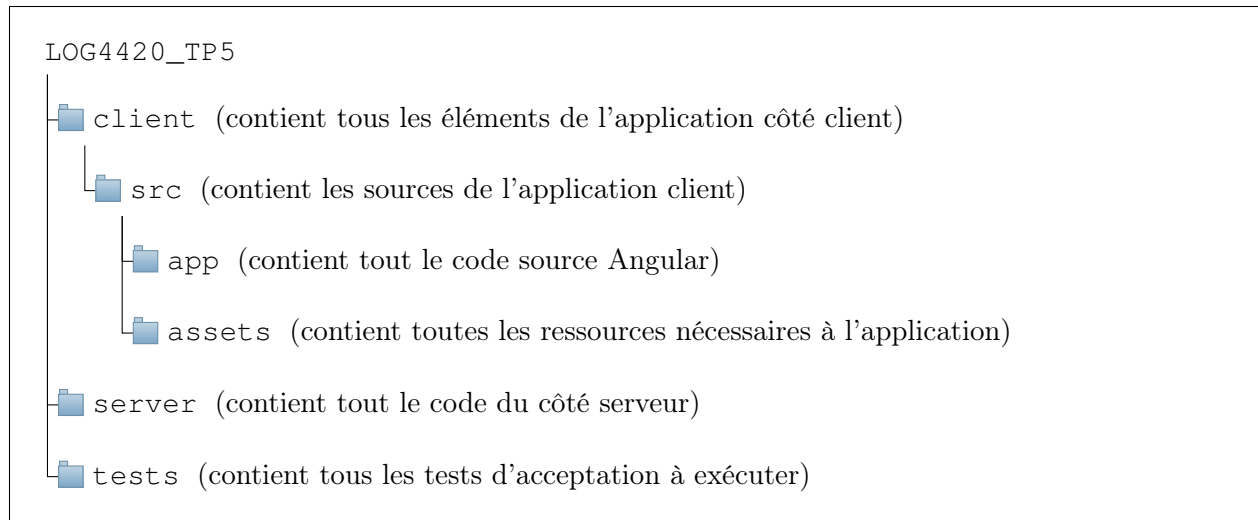 LOG4420_TP5
client (contient tous les éléments de l'application côté client)
src (contient les sources de l'application client)
app (contient tout le code source Angular)
assets (contient toutes les ressources nécessaires à l'application)
server (contient tout le code du côté serveur)
tests (contient tous les tests d'acceptation à exécuter)